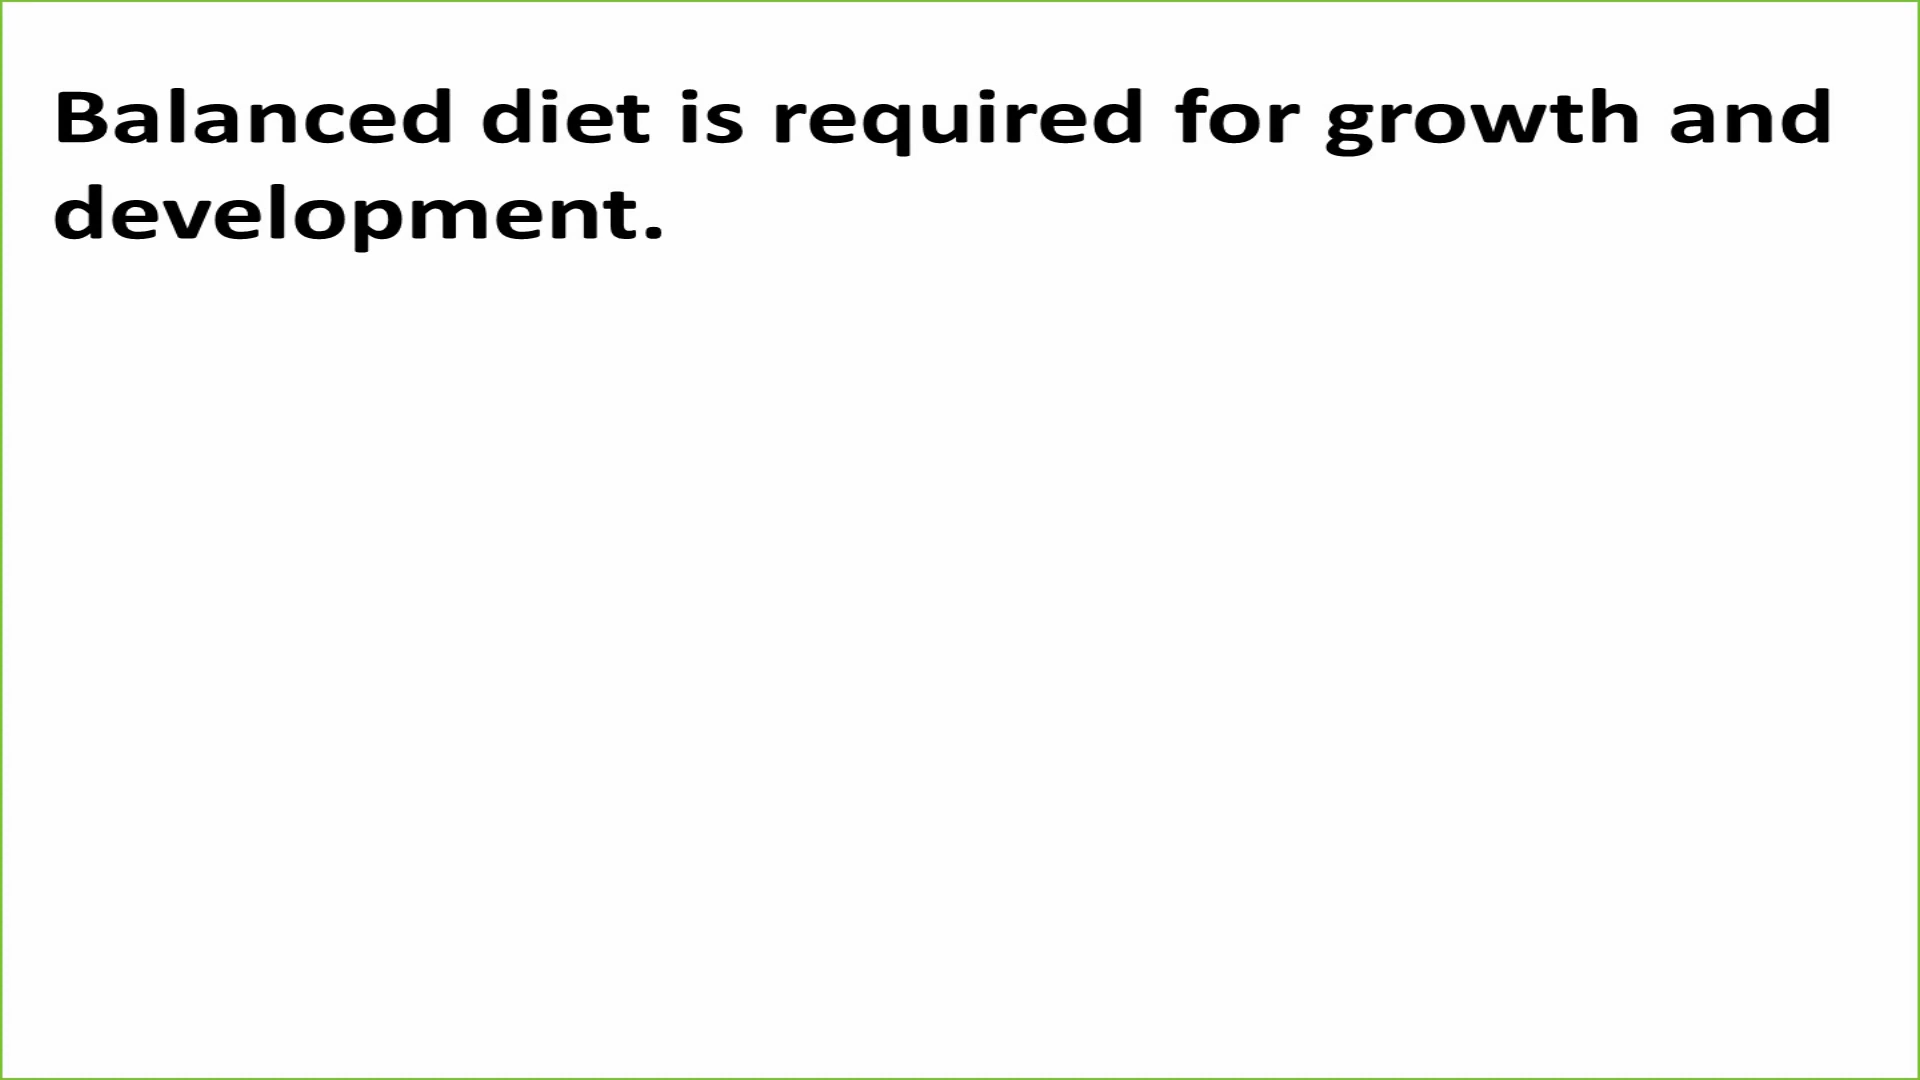 Balanced diet is required for growth and
development.